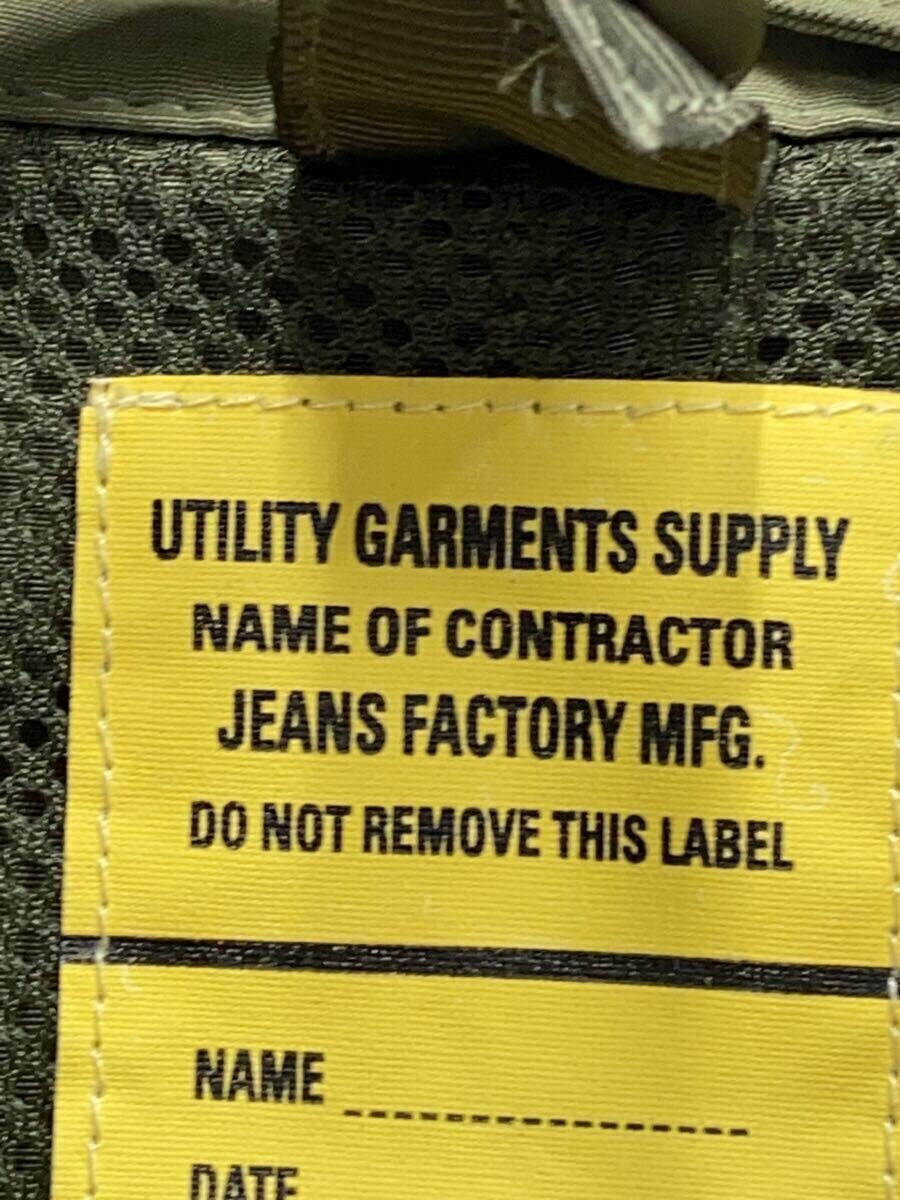 UTILITY GARMENTS SUPPLY
NAME OF CONTRACTOR
JEANS FACTORY MFG.
DO NOT REMOVE THIS LABEL
NAME
DATE